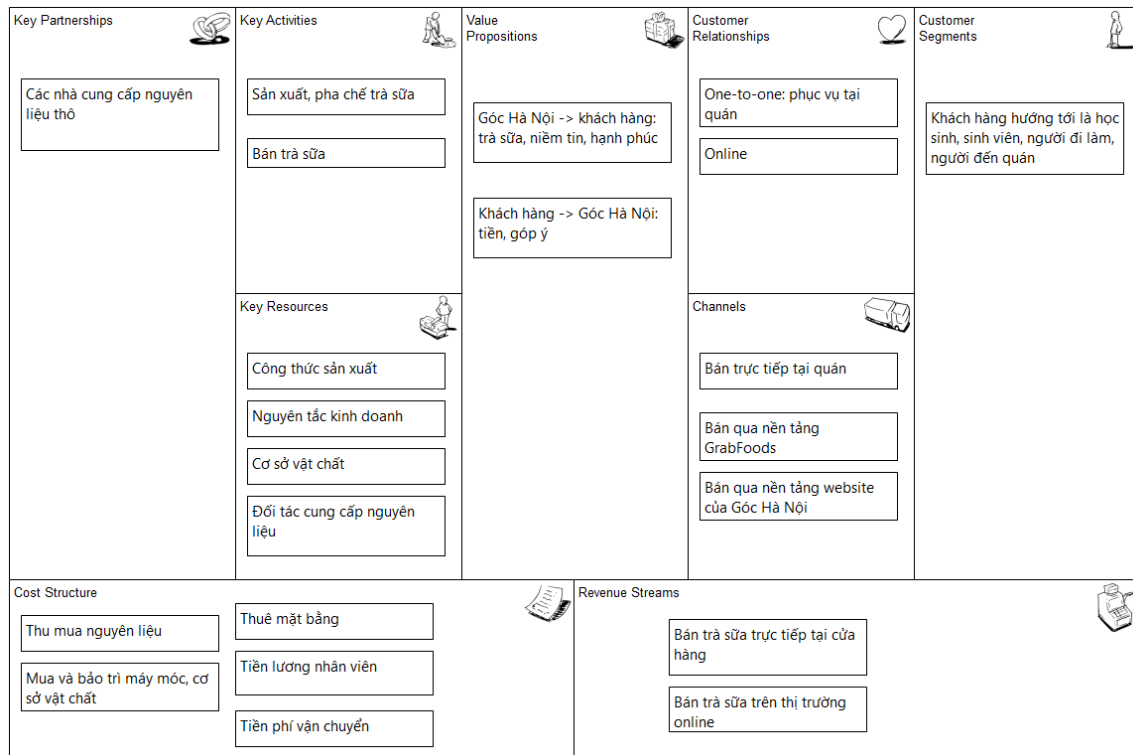 Key Partnerships
Các nhà cung cấp nguyên
liệu thô
Key Activities
Sản xuất, pha chế trà sữa
Bán trà sữa
Key Resources
Công thức sản xuất
Nguyên tắc kinh doanh
Cơ sở vật chất
Đối tác cung cấp nguyên
liệu
Value
Propositions
Góc Hà Nội -> khách hàng:
trà sữa, niềm tin, hạnh phúc
Khách hàng -> Góc Hà Nội:
tiền, góp ý
Customer
Relationships
One-to-one: phục vụ tại
quán
Online
Channels
Bán trực tiếp tại quán
Bán qua nền tảng
GrabFoods
Bán qua nền tảng website
của Góc Hà Nội
Customer
Segments
Khách hàng hướng tới là học
sinh, sinh viên, người đi làm,
người đến quán
Cost Structure
Thu mua nguyên liệu
Mua và bảo trì máy móc, cơ
sở vật chất
Thuê mặt bằng
Tiền lương nhân viên
Tiền phí vận chuyển
Revenue Streams
Bán trà sữa trực tiếp tại cửa
hàng
Bán trà sữa trên thị trường
online